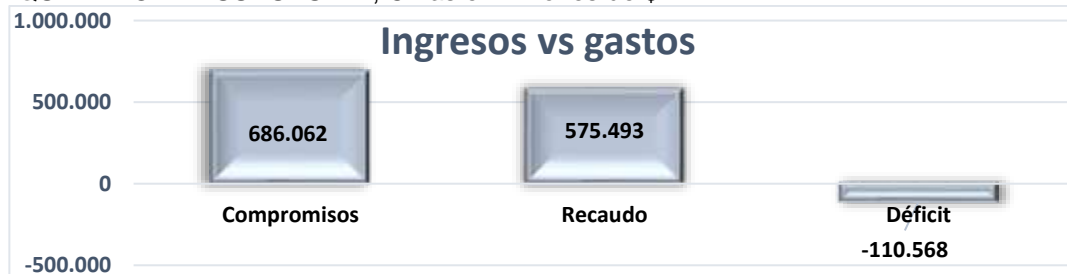 1.000.000
Ingresos vs gastos
500.000
686.062
575.493
0
Compromisos
Recaudo
Déficit
-110.568
-500.000